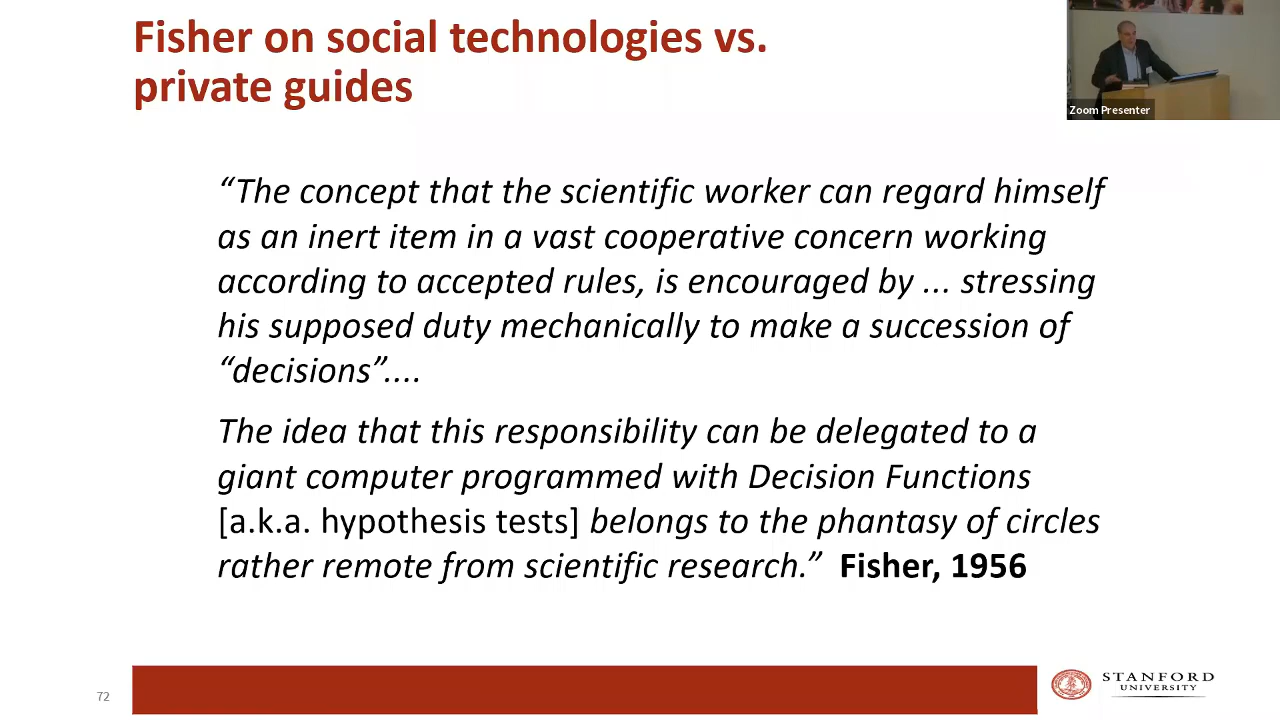 Fisher on social technologies vs.
private guides
Zoom Presenter
“The concept that the scientific worker can regard himself
as an inert item in a vast cooperative concern working
according to accepted rules, is encouraged by ... stressing
his supposed duty mechanically to make a succession of
“decisions”....
The idea that this responsibility can be delegated to a
giant computer programmed with Decision Functions
[a.k.a. hypothesis tests] belongs to the phantasy of circles
rather remote from scientific research.” Fisher, 1956
72
STANFORD
UNIVERSITY